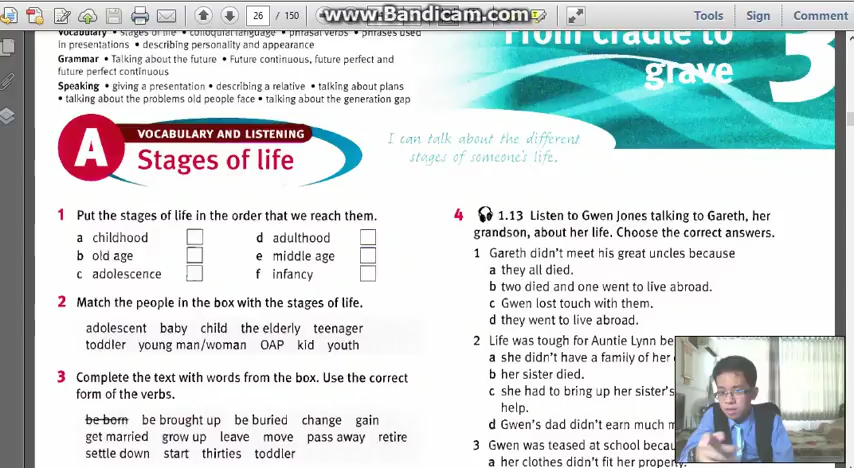 26 / 150
www.Bandicam.com
Tools Sign Comment
Vocabulary • Stages of life • colloquial language • phrasal verbs • phrases used
in presentations • describing personality and appearance
Grammar • Talking about the future • Future continuous, future perfect and
future perfect continuous
Speaking • giving a presentation • describing a relative • talking about plans
• talking about the problems old people face • talking about the generation gap
From cradle to
grave
3
A
VOCABULARY AND LISTENING
Stages of life
I can talk about the different
stages of someone's life.
1 Put the stages of life in the order that we reach them.
a childhood
d adulthood
b old age
e middle age
c adolescence
f infancy
2 Match the people in the box with the stages of life.
adolescent baby child the elderly teenager
toddler young man/woman OAP kid youth
3 Complete the text with words from the box. Use the correct
form of the verbs.
be born be brought up be buried change gain
get married grow up leave move pass away retire
settle down start thirties toddler
4 1.13 Listen to Gwen Jones talking to Gareth, her
grandson, about her life. Choose the correct answers.
1 Gareth didn't meet his great uncles because
a they all died.
b two died and one went to live abroad.
c Gwen lost touch with them.
d they went to live abroad.
2 Life was tough for Auntie Lynn be
a she didn't have a family of her
b her sister died.
c she had to bring up her sister's
help.
d Gwen's dad didn't earn much m
3 Gwen was teased at school becau
a her clothes didn't fit her properly.